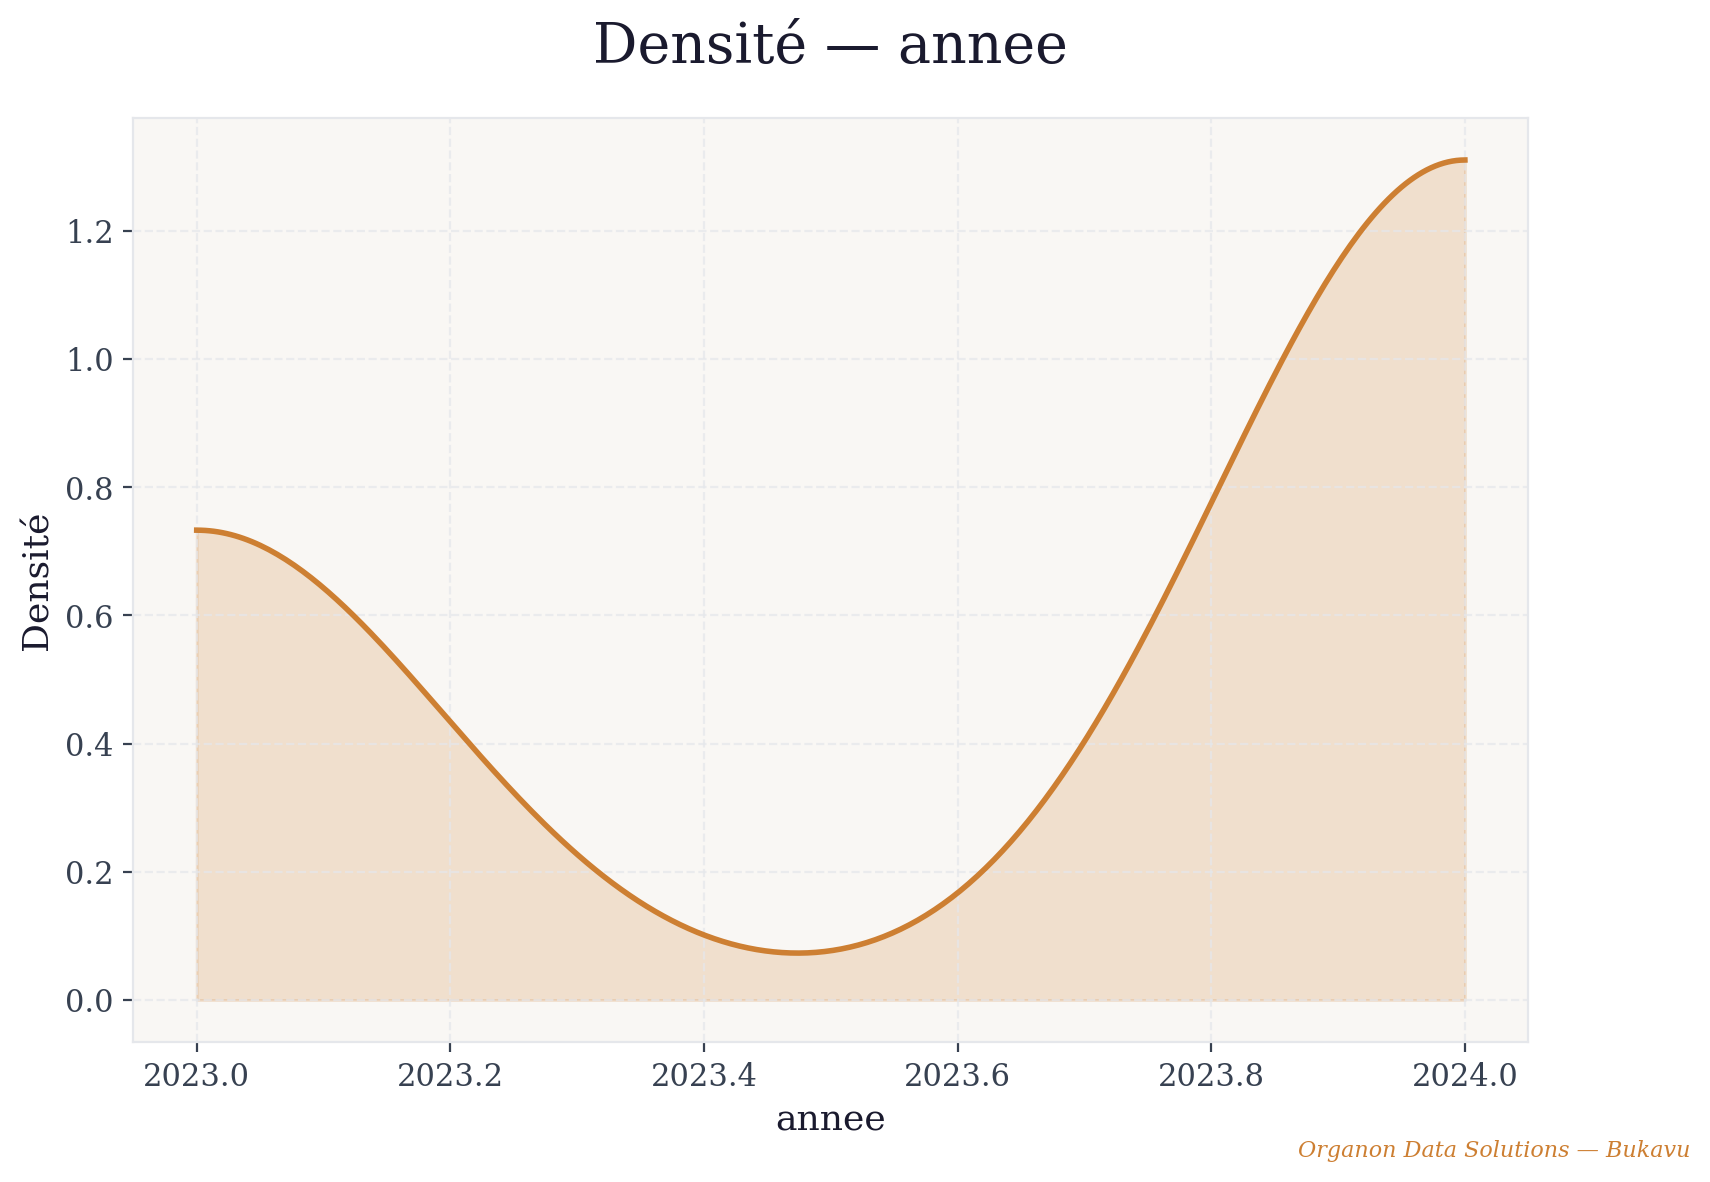 Densité — annee
1.2
1.0
0.8
0.6
0.4
0.2
0.0
Densité
2023.0 2023.2 2023.4 2023.6 2023.8 2024.0
annee
Organon Data Solutions — Bukavu